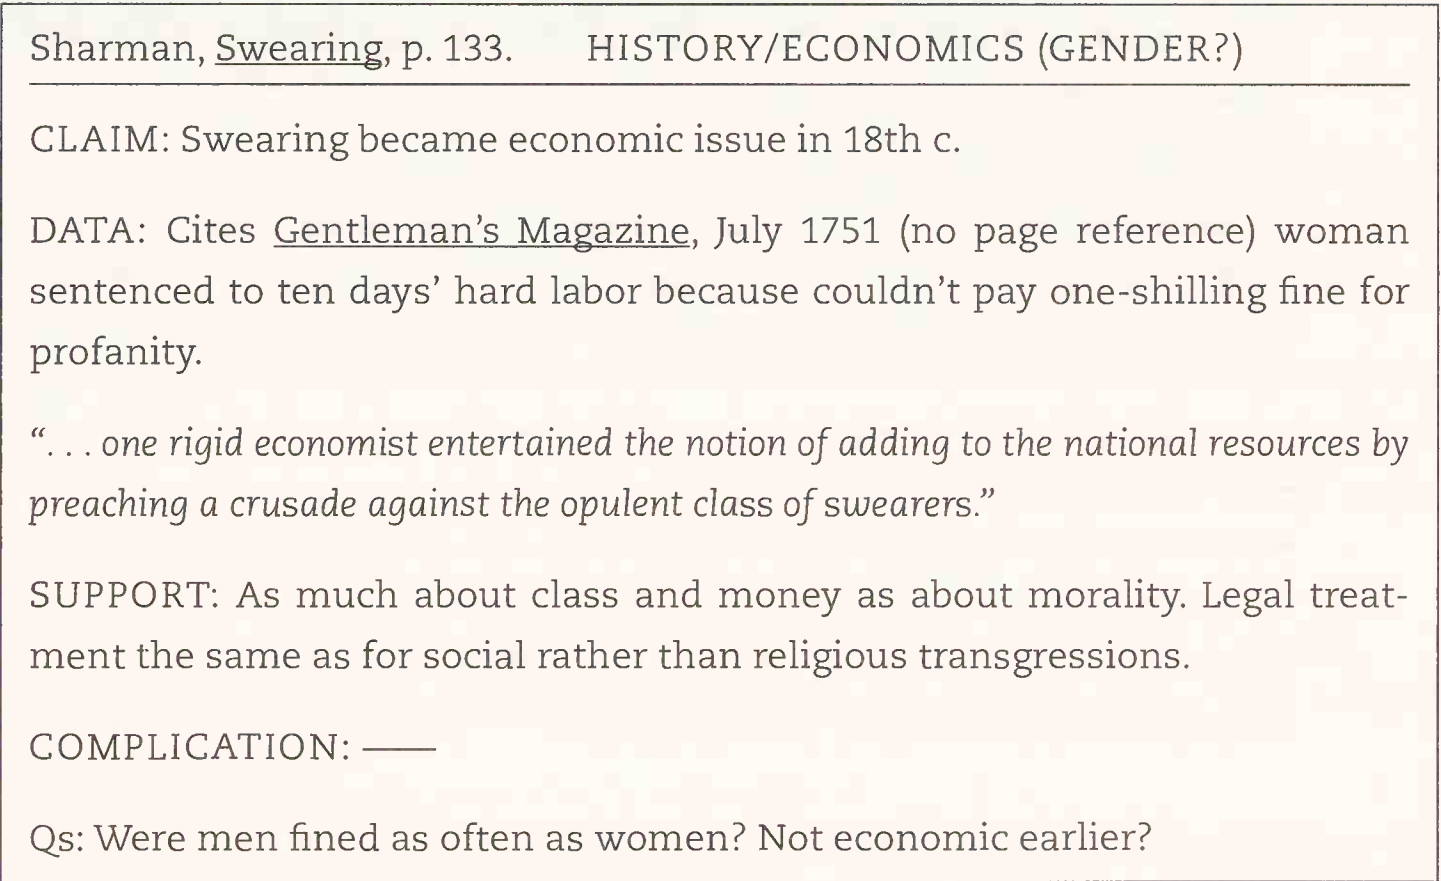 Sharman, Swearing, p. 133. HISTORY/ECONOMICS (GENDER?)
CLAIM: Swearing became economic issue in 18th c.
DATA: Cites Gentleman’s Magazine, July 1751 (no page reference) woman
sentenced to ten days’ hard labor because couldn’t pay one-shilling fine for
profanity.
“. . . one rigid economist entertained the notion of adding to the national resources by
preaching a crusade against the opulent class of swearers.”
SUPPORT: As much about class and money as about morality. Legal treat-
ment the same as for social rather than religious transgressions.
COMPLICATION: ——
Qs: Were men fined as often as women? Not economic earlier?